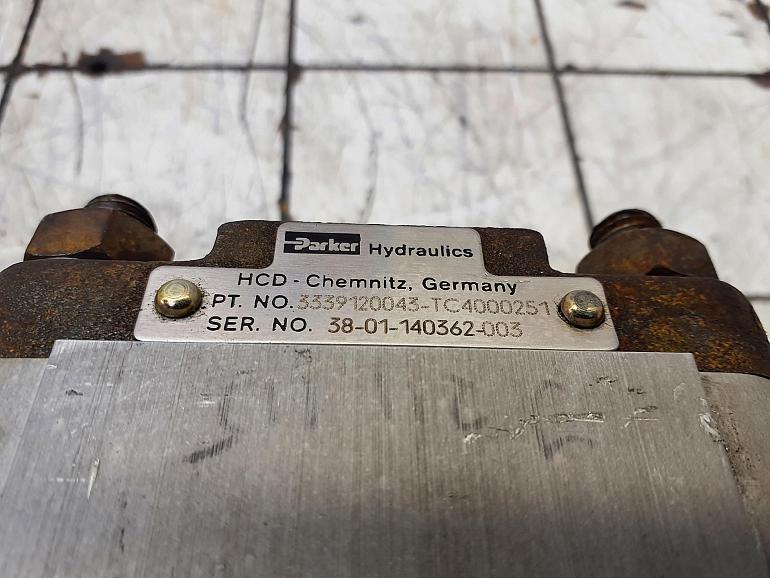 Parker Hydraulics
HCD - Chemnitz, Germany
PT. NO. 3339120043-TC4000251
SER. NO. 38-01-140362-003